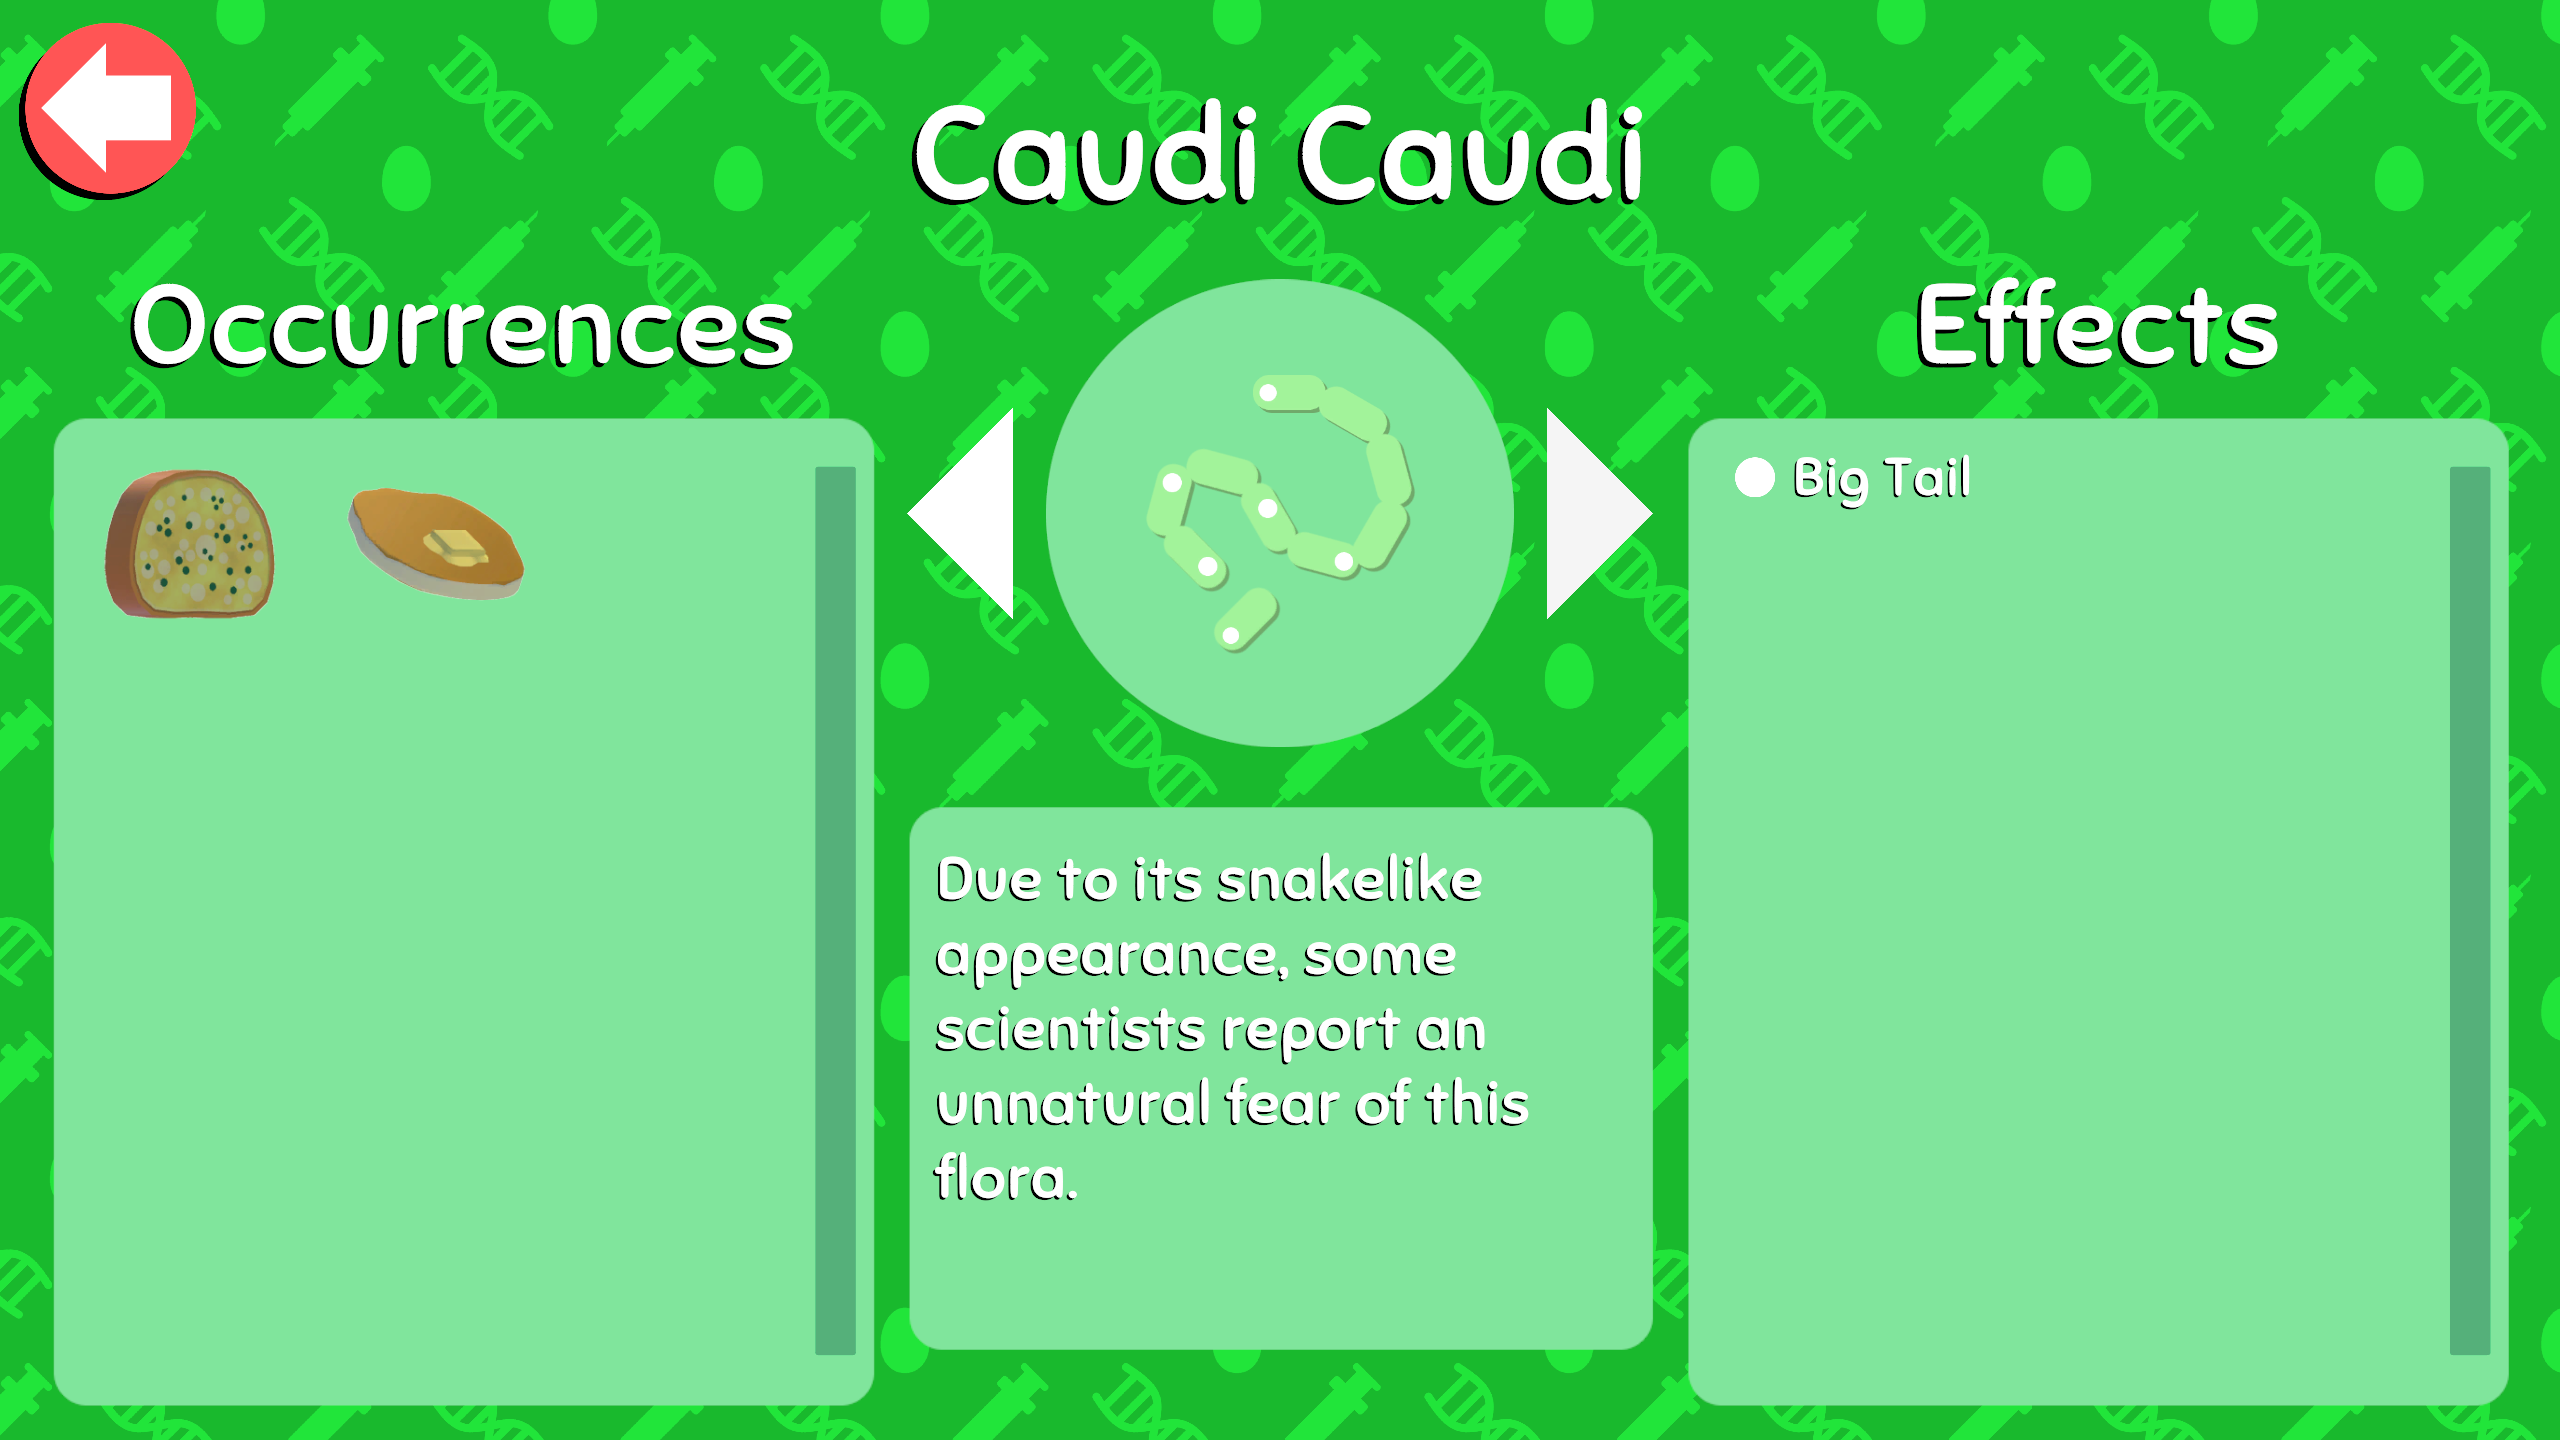 Caudi Caudi
Occurrences
Effects
Big Tail
Due to its snakelike
appearance, some
scientists report an
unnatural fear of this
flora.